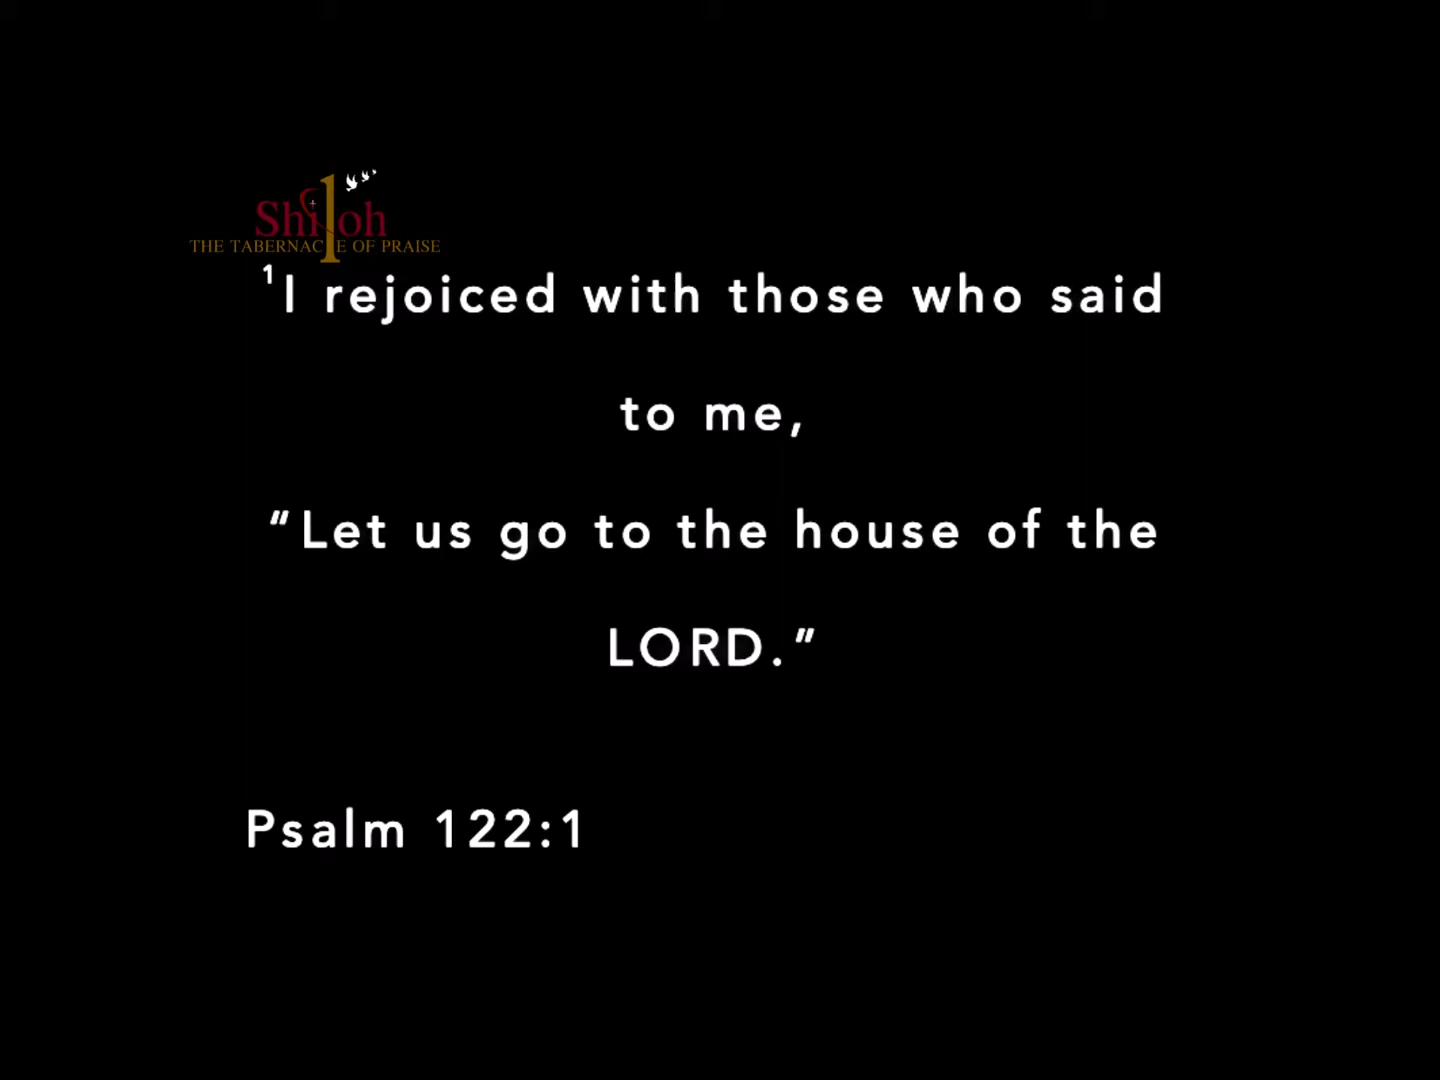 Shiloh
THE TABERNACLE OF PRAISE
¹I rejoiced with those who said
to me,
“Let us go to the house of the
LORD.”
Psalm 122:1